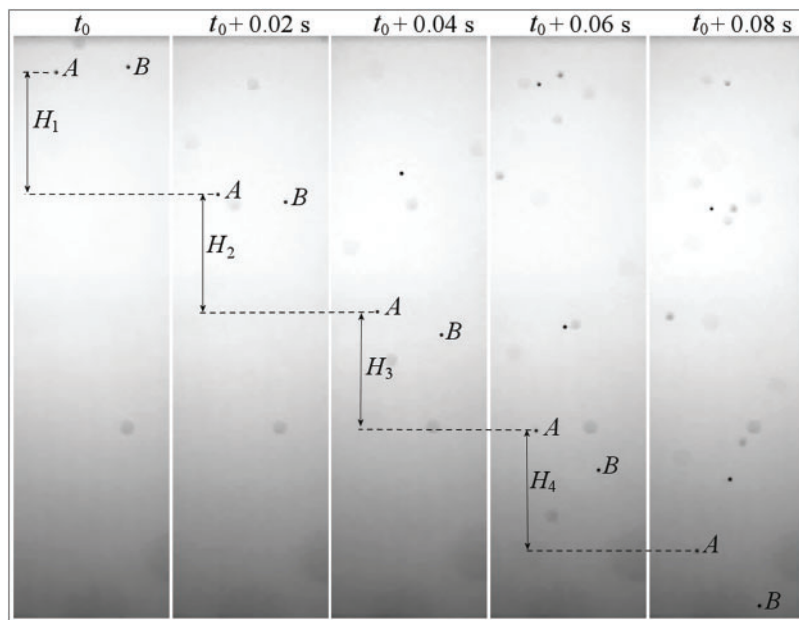 t₀ t₀ + 0.02 s t₀ + 0.04 s t₀ + 0.06 s t₀ + 0.08 s
A B
H₁
A B
H₂
A
B
H₃
A
B
H₄
A
B